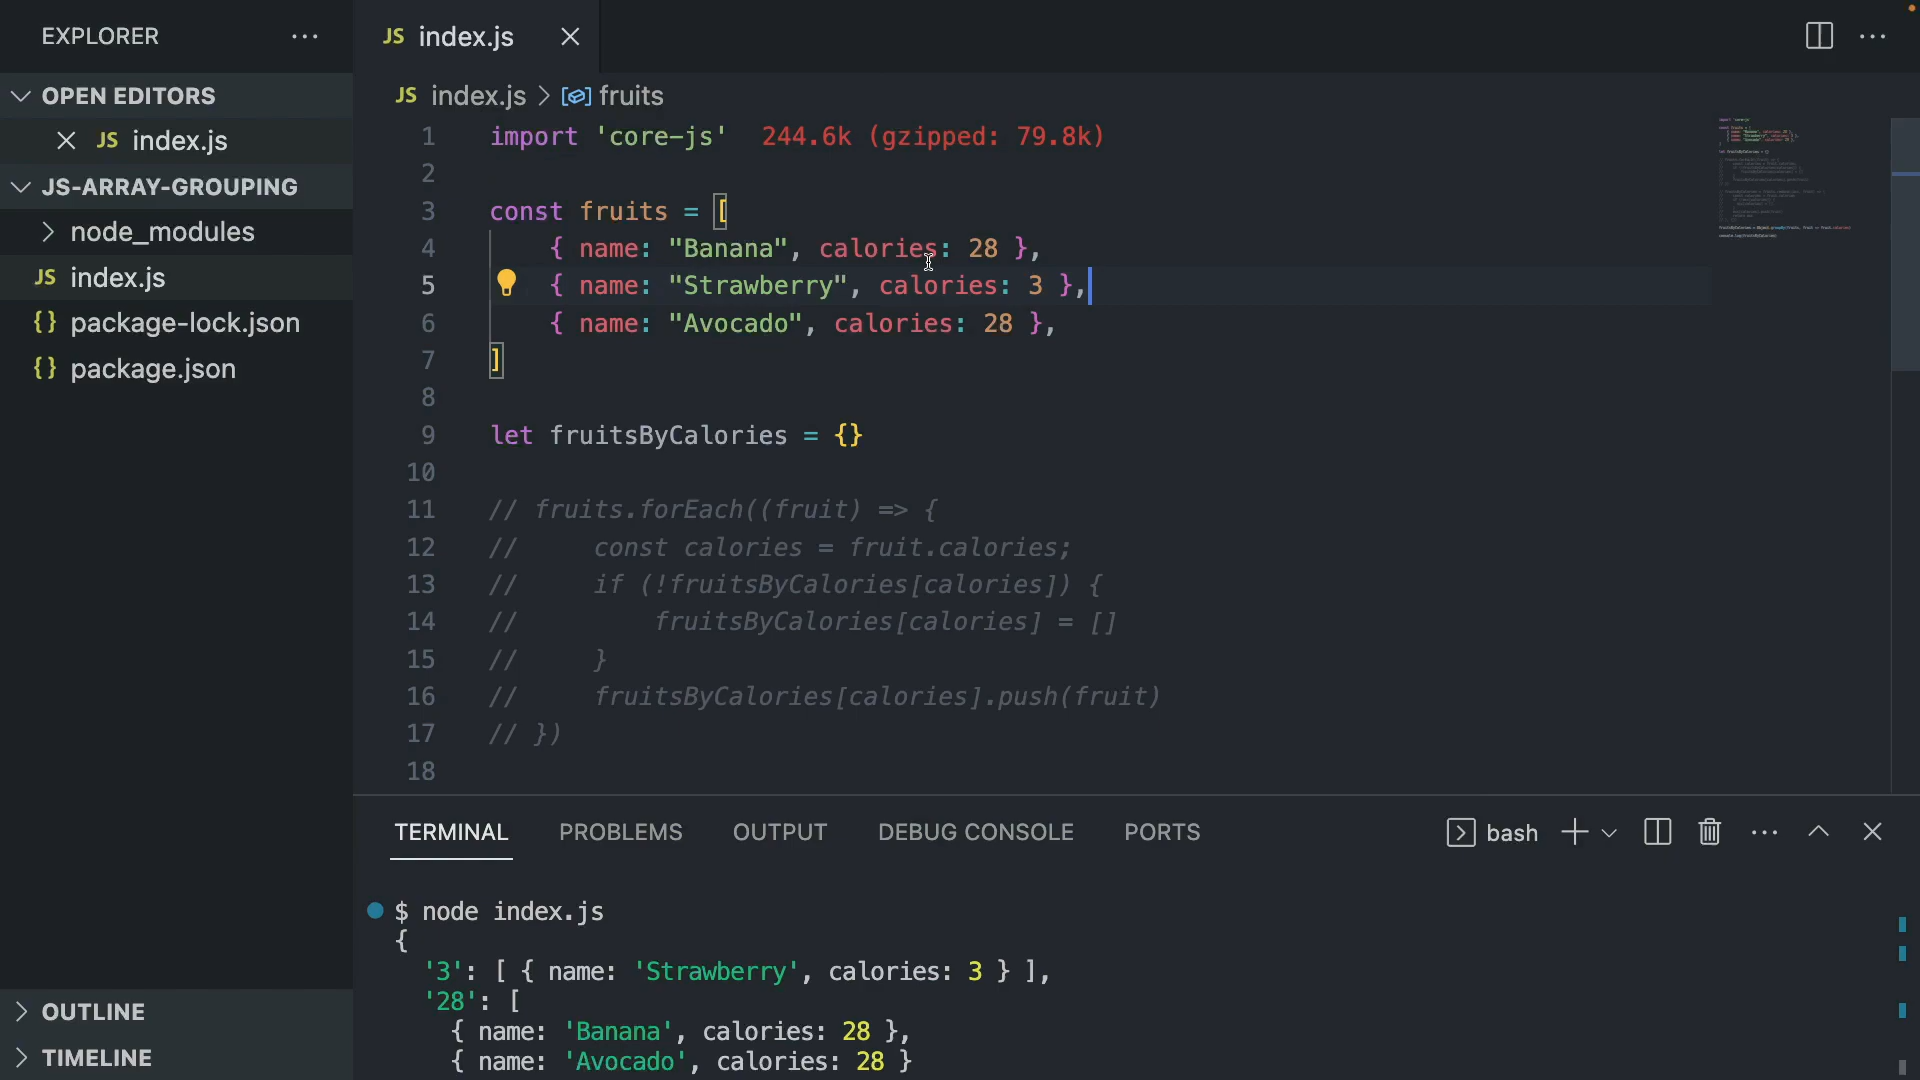 EXPLORER
OPEN EDITORS
JS index.js
JS-ARRAY-GROUPING
node_modules
JS index.js
{} package-lock.json
{} package.json
OUTLINE
TIMELINE
JS index.js
JS index.js > fruits
1 import 'core-js' 244.6k (gzipped: 79.8k)
2
3 const fruits = [
4 { name: "Banana", calories: 28 },
5 { name: "Strawberry", calories: 3 },
6 { name: "Avocado", calories: 28 },
7 ]
8
9 let fruitsByCalories = {}
10
11 // fruits.forEach((fruit) => {
12 // const calories = fruit.calories;
13 // if (!fruitsByCalories[calories]) {
14 // fruitsByCalories[calories] = []
15 // }
16 // fruitsByCalories[calories].push(fruit)
17 // })
18
TERMINAL PROBLEMS OUTPUT DEBUG CONSOLE PORTS bash
$ node index.js
{
'3': [ { name: 'Strawberry', calories: 3 } ],
'28': [
{ name: 'Banana', calories: 28 },
{ name: 'Avocado', calories: 28 }